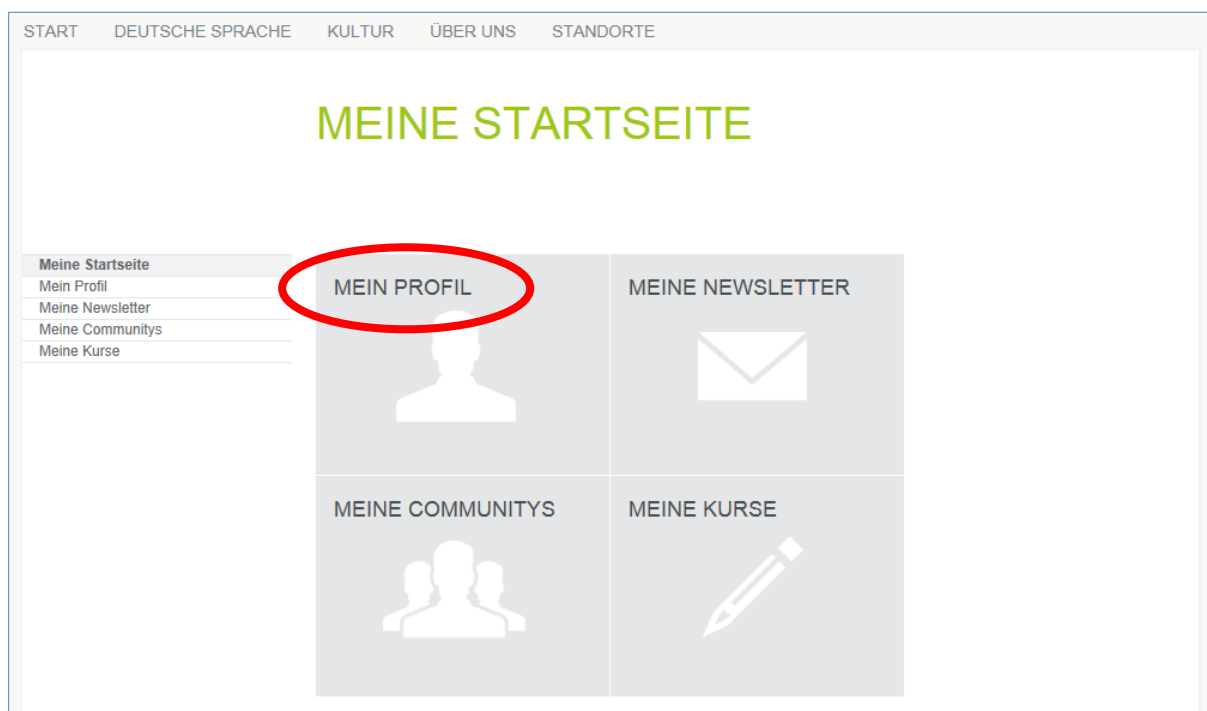 START DEUTSCHE SPRACHE KULTUR ÜBER UNS STANDORTE
MEINE STARTSEITE
Meine Startseite
Mein Profil
Meine Newsletter
Meine Communitys
Meine Kurse
MEIN PROFIL
MEINE NEWSLETTER
MEINE COMMUNITYS
MEINE KURSE